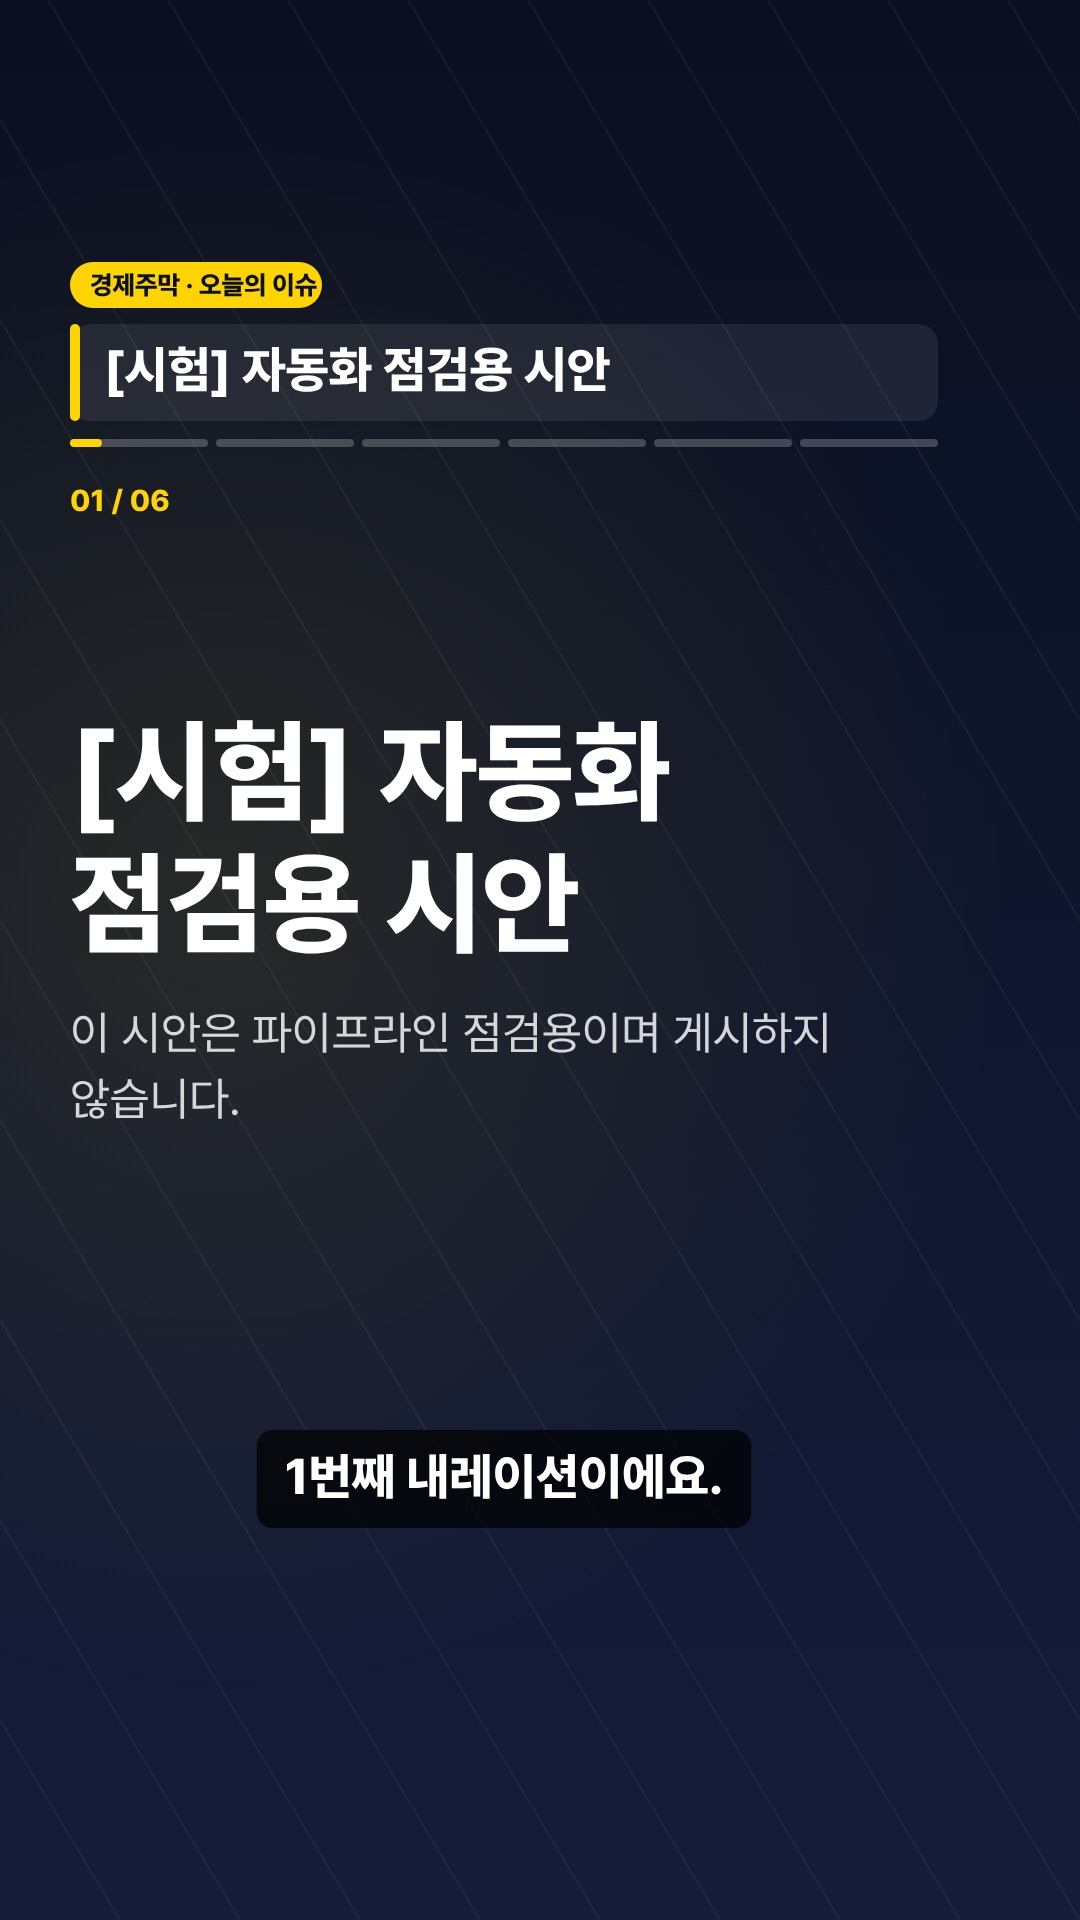 경제주막 · 오늘의 이슈
[시험] 자동화 점검용 시안
01 / 06
[시험] 자동화
점검용 시안
이 시안은 파이프라인 점검용이며 게시하지
않습니다.
1번째 내레이션이에요.